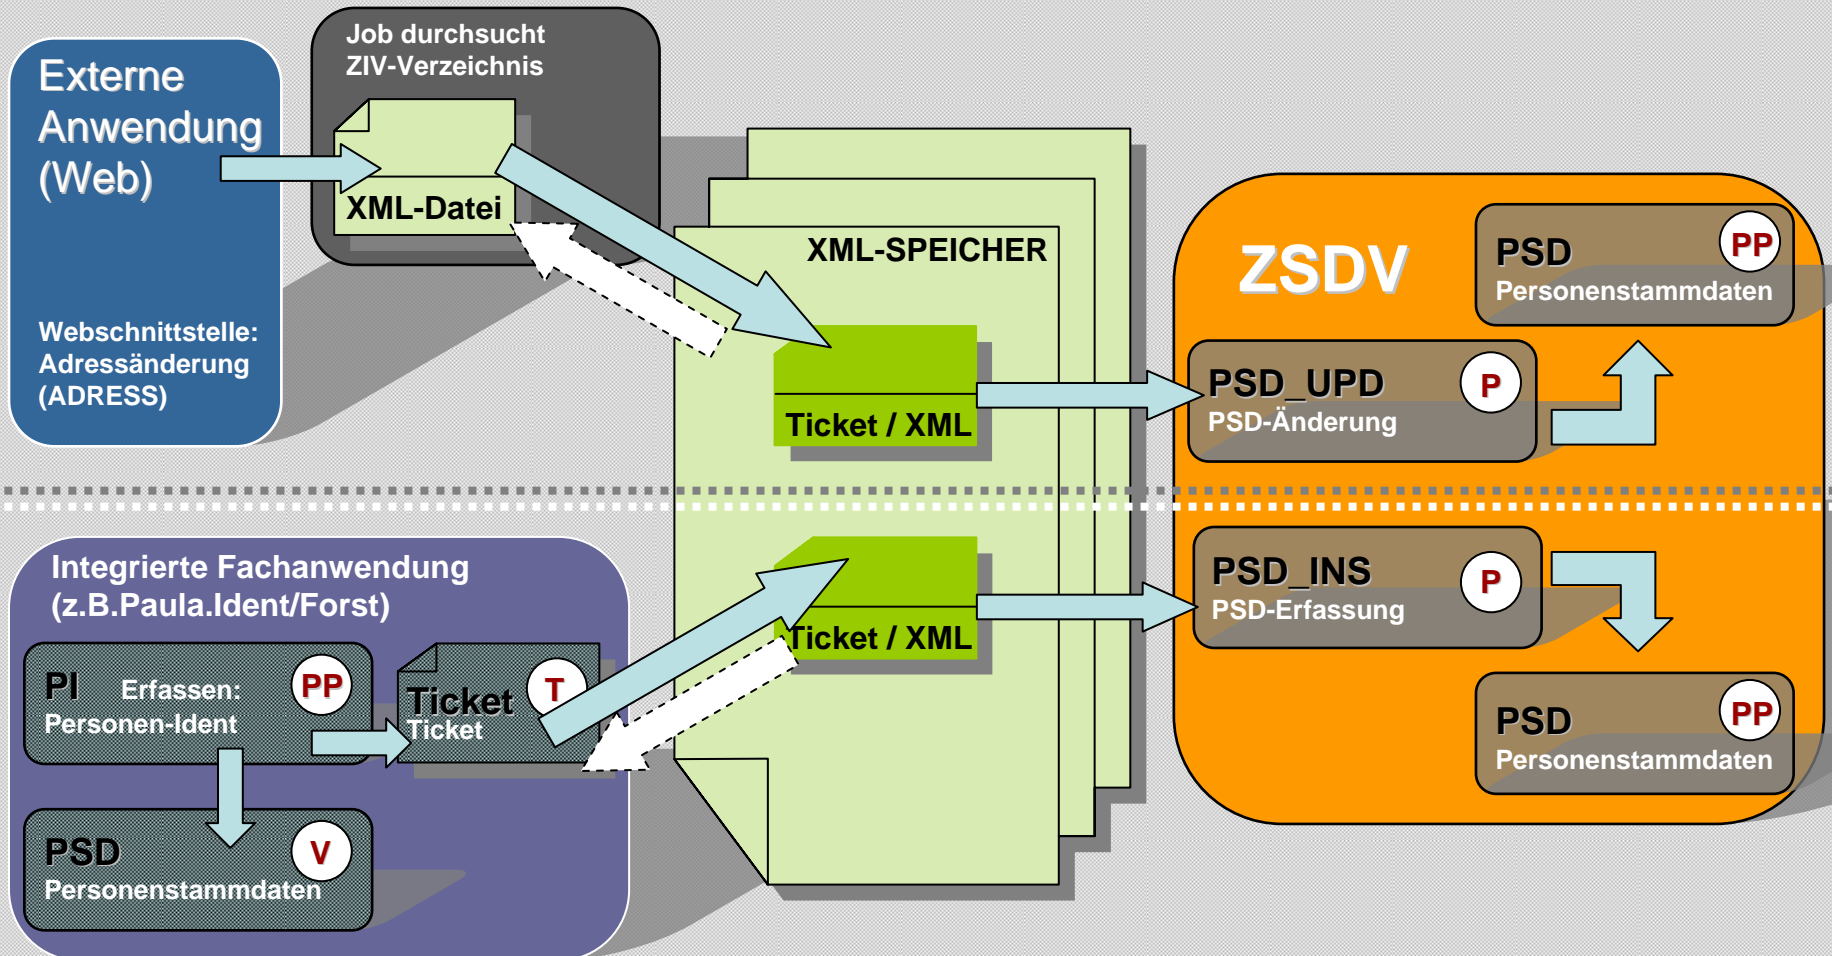 Externe
Anwendung
(Web)
Webschnittstelle:
Adressänderung
(ADRESS)
Job durchsucht
ZIV-Verzeichnis
XML-Datei
XML-SPEICHER
Ticket / XML
ZSDV
PSD
PP
Personenstammdaten
PSD_UPD
P
PSD-Änderung
Integrierte Fachanwendung
(z.B.Paula.Ident/Forst)
PI Erfassen:
PP
Personen-Ident
Ticket
T
Ticket
PSD
V
Personenstammdaten
Ticket / XML
PSD_INS
P
PSD-Erfassung
PSD
PP
Personenstammdaten